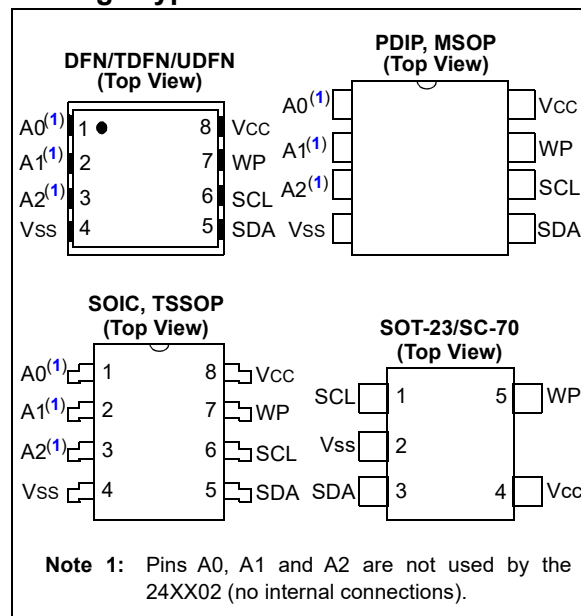 DFN/TDFN/UDFN
(Top View)
A0(1) 1 8 VCC
A1(1) 2 7 WP
A2(1) 3 6 SCL
VSS 4 5 SDA
PDIP, MSOP
(Top View)
A0(1) VCC
A1(1) WP
A2(1) SCL
VSS SDA
SOIC, TSSOP
(Top View)
A0(1) 1 8 VCC
A1(1) 2 7 WP
A2(1) 3 6 SCL
VSS 4 5 SDA
SOT-23/SC-70
(Top View)
SCL 1 5 WP
Vss 2
SDA 3 4 Vcc
Note 1: Pins A0, A1 and A2 are not used by the
24XX02 (no internal connections).